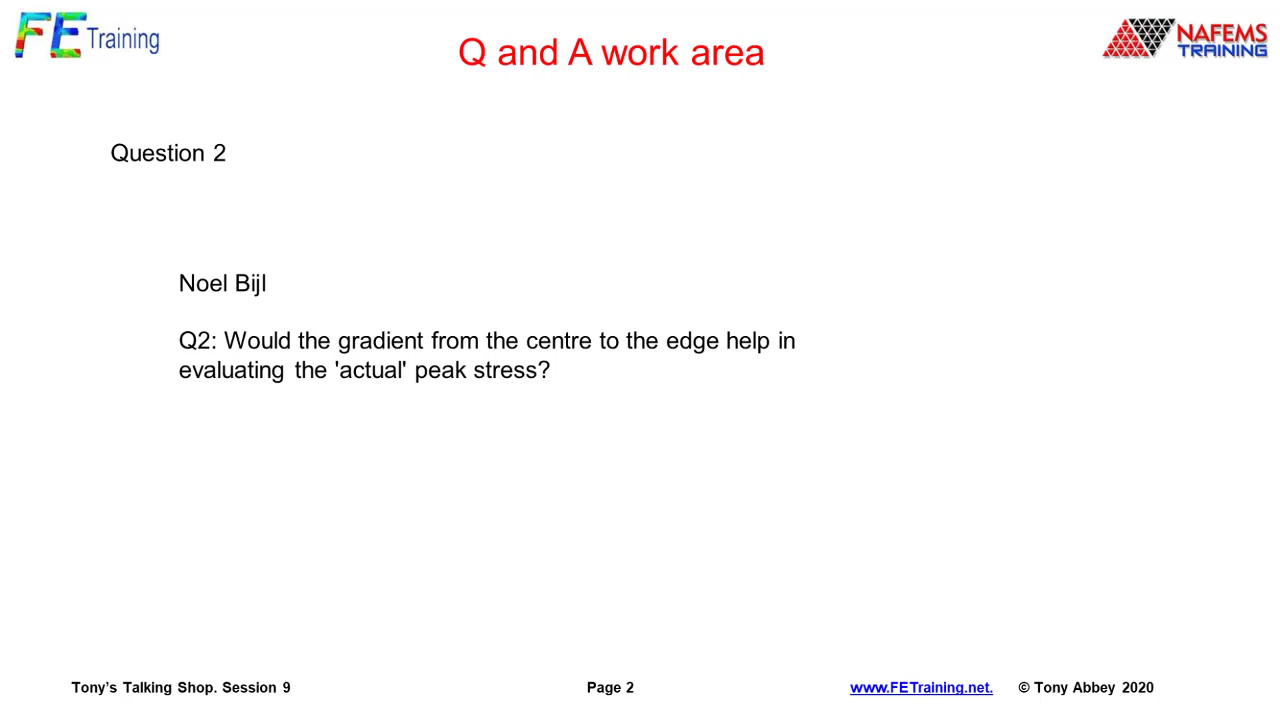 FE Training
Q and A work area
NAFEMS
TRAINING
Question 2
Noel Bijl
Q2: Would the gradient from the centre to the edge help in
evaluating the 'actual' peak stress?
Tony’s Talking Shop. Session 9
Page 2
www.FETraining.net.
© Tony Abbey 2020